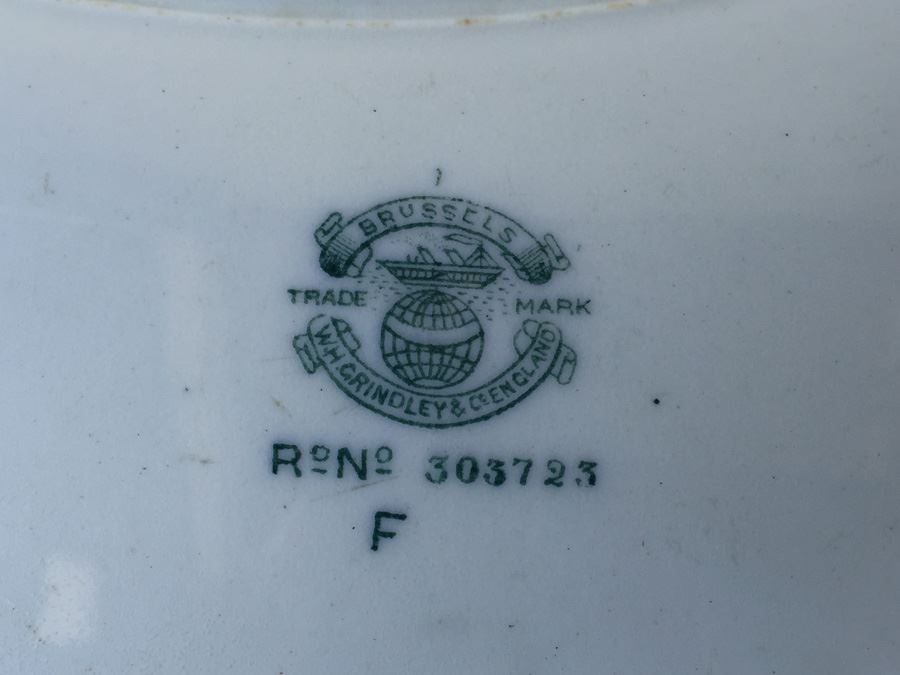 BRUSSELS
TRADE MARK
W.H. GRINDLEY & Cº ENGLAND
Rº Nº 303723
F